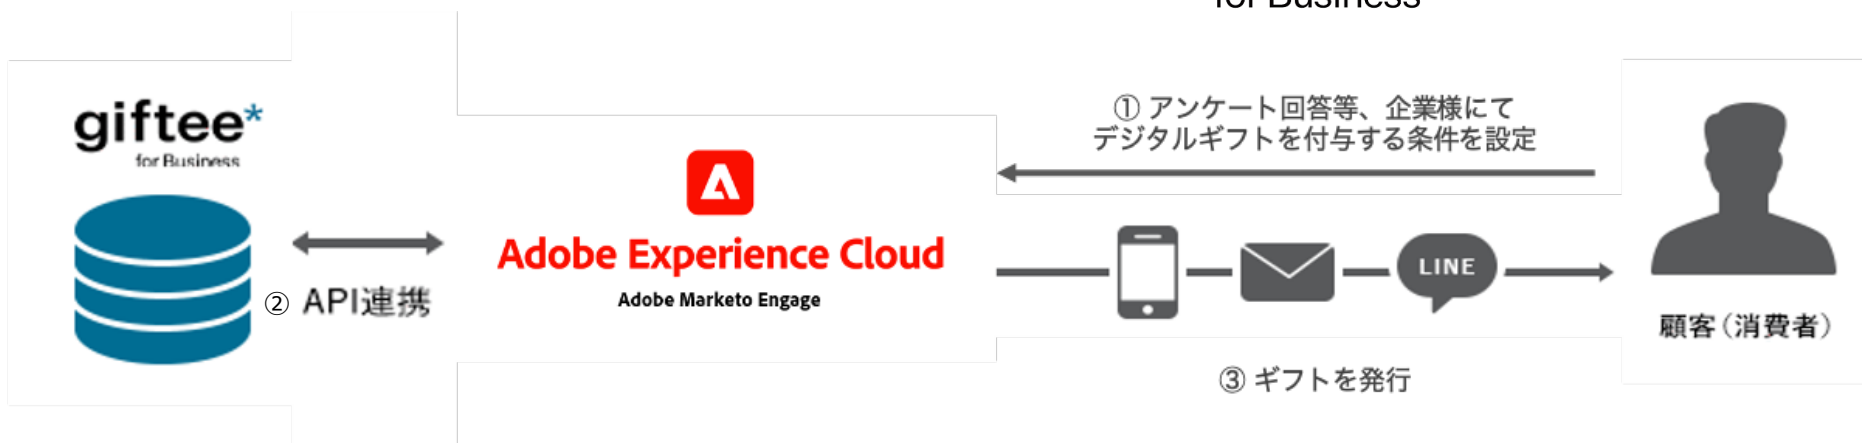 for Business
giftee*
for Business
① アンケート回答等、企業様にて
デジタルギフトを付与する条件を設定
Adobe Experience Cloud
Adobe Marketo Engage
② API連携
LINE
顧客（消費者）
③ ギフトを発行